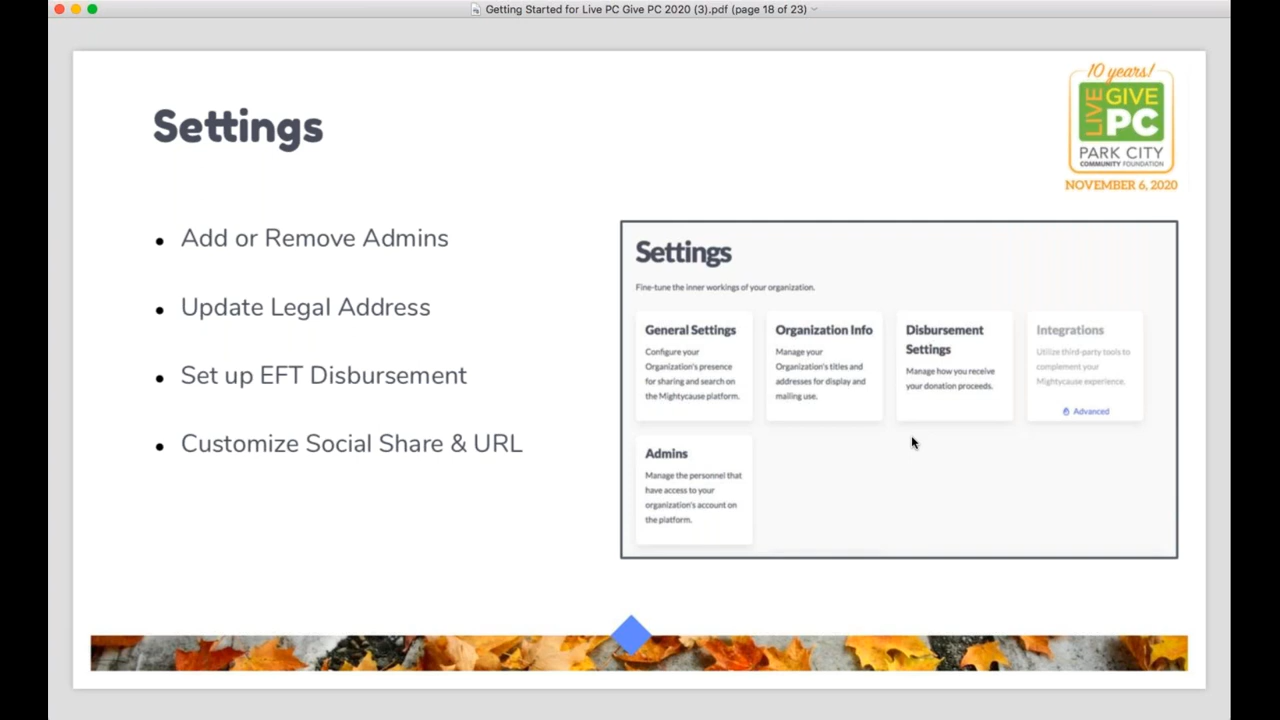 Getting Started for Live PC Give PC 2020 (3).pdf (page 18 of 23)
10 years!
LIVE
GIVE
PC
PARK CITY
COMMUNITY FOUNDATION
NOVEMBER 6, 2020
Settings
• Add or Remove Admins
• Update Legal Address
• Set up EFT Disbursement
• Customize Social Share & URL
Settings
Fine-tune the inner workings of your organization.
General Settings
Configure your
Organization's presence
for sharing and search on
the Mightycause platform.
Organization Info
Manage your
Organization's titles and
addresses for display and
mailing use.
Disbursement
Settings
Manage how you receive
your donation proceeds.
Integrations
Utilize third-party tools to
complement your
Mightycause experience.
Advanced
Admins
Manage the personnel that
have access to your
organization's account on
the platform.